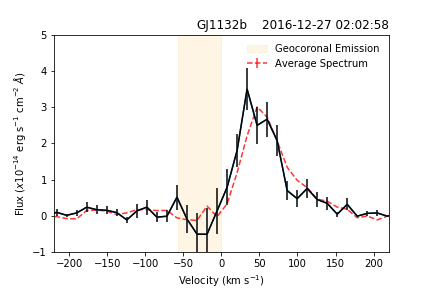 GJ1132b 2016-12-27 02:02:58
Geocoronal Emission
Average Spectrum
Flux (x10⁻¹⁴ erg s⁻¹ cm⁻² Å)
5
4
3
2
1
0
−1
−200 −150 −100 −50 0 50 100 150 200
Velocity (km s⁻¹)